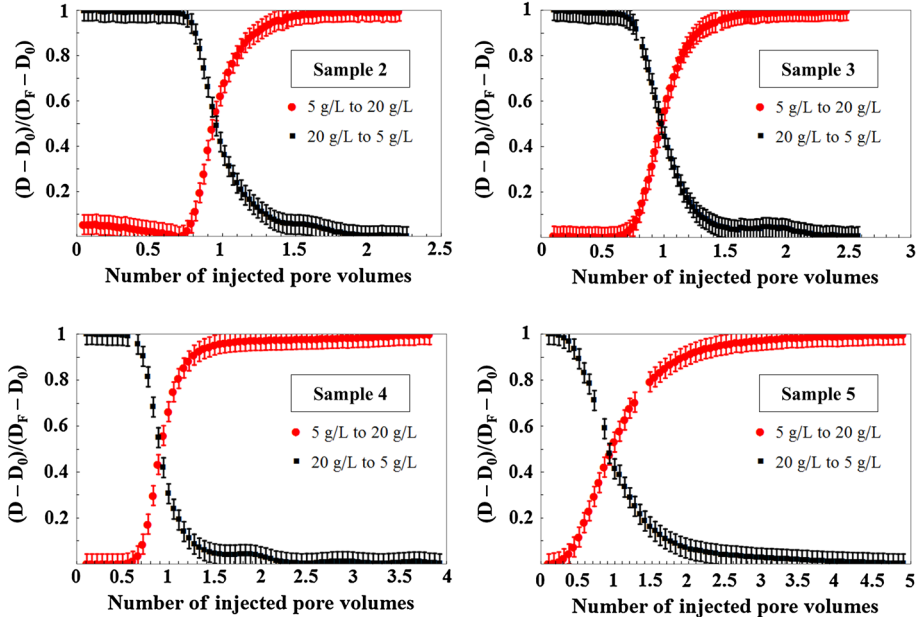 1
0.8
0.6
0.4
0.2
(D − D0)/(DF − D0)
Sample 2
5 g/L to 20 g/L
20 g/L to 5 g/L
0 0.5 1 1.5 2 2.5
Number of injected pore volumes
1
0.8
0.6
0.4
0.2
(D − D0)/(DF − D0)
Sample 3
5 g/L to 20 g/L
20 g/L to 5 g/L
0 0.5 1 1.5 2 2.5 3
Number of injected pore volumes
1
0.8
0.6
0.4
0.2
(D − D0)/(DF − D0)
Sample 4
5 g/L to 20 g/L
20 g/L to 5 g/L
0 0.5 1 1.5 2 2.5 3 3.5 4
Number of injected pore volumes
1
0.8
0.6
0.4
0.2
(D − D0)/(DF − D0)
Sample 5
5 g/L to 20 g/L
20 g/L to 5 g/L
0 0.5 1 1.5 2 2.5 3 3.5 4 4.5 5
Number of injected pore volumes